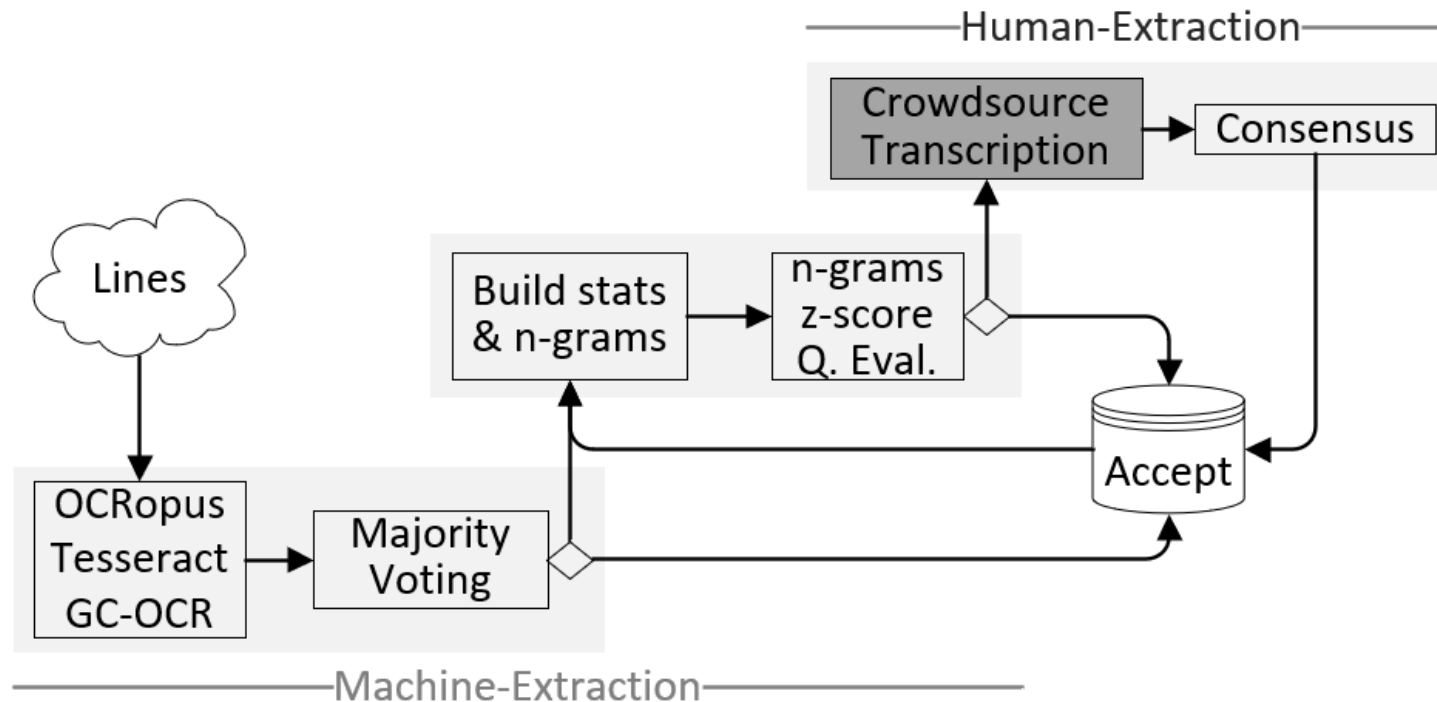 Human-Extraction
Crowdsource
Transcription
Consensus
Lines
Build stats
& n-grams
n-grams
z-score
Q. Eval.
Accept
OCRopus
Tesseract
GC-OCR
Majority
Voting
Machine-Extraction